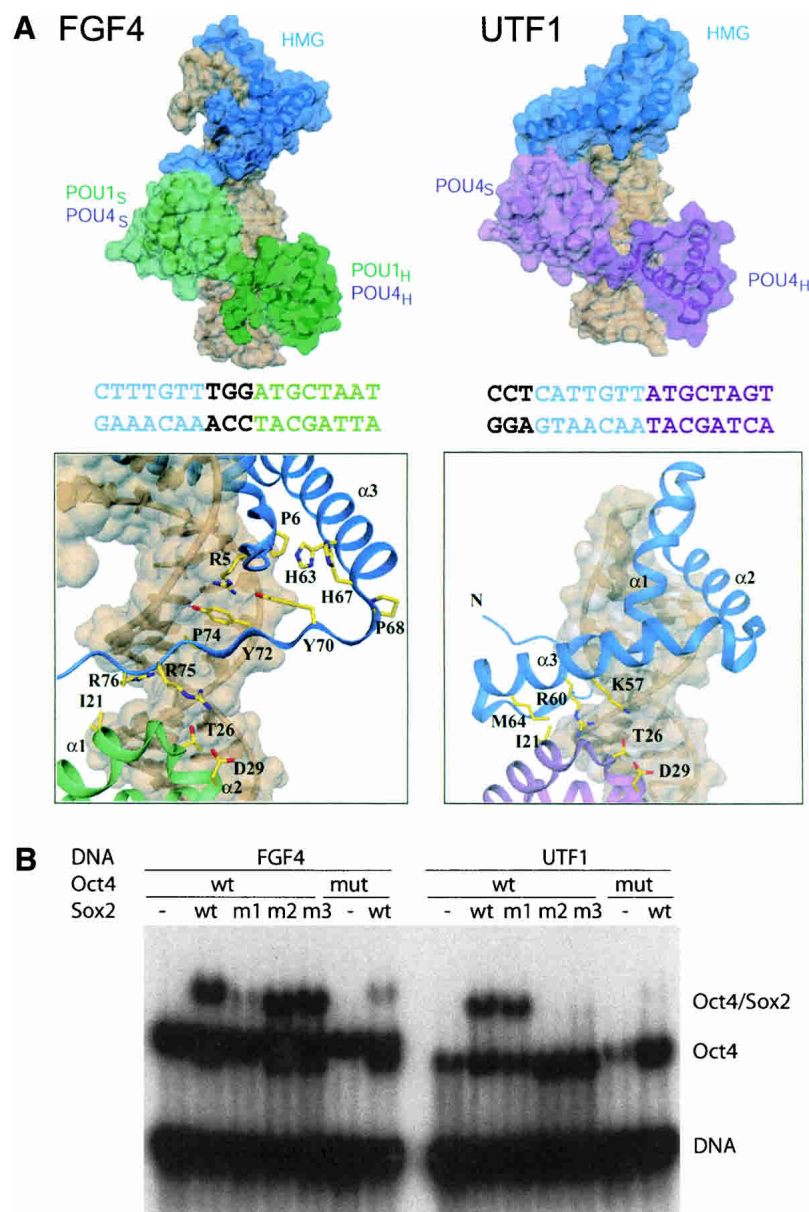 A FGF4 UTF1
HMG HMG
POU1S
POU4S
POU4S
POU1H
POU4H
POU4H
CTTTGTTTGGATGCTAAT CCTCATTGTTATGCTAGT
GAAACAAACCTACGATTA GGAGTAACAATACGATCA
α3
P6
R5
H63
H67
P68
P74
Y72
Y70
R76
R75
I21
T26
α1
D29
α2
α1
α2
N
α3
K57
R60
M64
I21
T26
D29
B DNA FGF4 UTF1
Oct4 wt mut wt mut
Sox2 - wt m1 m2 m3 - wt - wt m1 m2 m3 - wt
Oct4/Sox2
Oct4
DNA